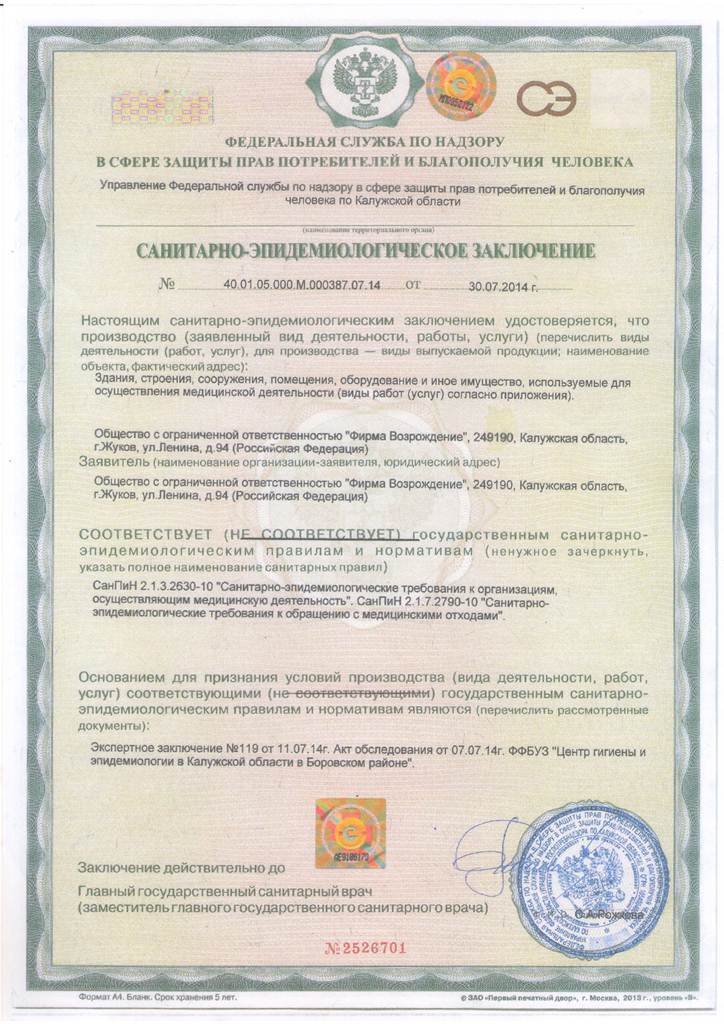 СЭ
ФЕДЕРАЛЬНАЯ СЛУЖБА ПО НАДЗОРУ
В СФЕРЕ ЗАЩИТЫ ПРАВ ПОТРЕБИТЕЛЕЙ И БЛАГОПОЛУЧИЯ ЧЕЛОВЕКА
Управление Федеральной службы по надзору в сфере защиты прав потребителей и благополучия
человека по Калужской области
(наименование территориального органа)
САНИТАРНО-ЭПИДЕМИОЛОГИЧЕСКОЕ ЗАКЛЮЧЕНИЕ
№ 40.01.05.000.М.000387.07.14 ОТ 30.07.2014 г.
Настоящим санитарно-эпидемиологическим заключением удостоверяется, что
производство (заявленный вид деятельности, работы, услуги) (перечислить виды
деятельности (работ, услуг), для производства — виды выпускаемой продукции; наименование
объекта, фактический адрес):
Здания, строения, сооружения, помещения, оборудование и иное имущество, используемые для
осуществления медицинской деятельности (виды работ (услуг) согласно приложения).
Общество с ограниченной ответственностью "Фирма Возрождение", 249190, Калужская область,
г.Жуков, ул.Ленина, д.94 (Российская Федерация)
Заявитель (наименование организации-заявителя, юридический адрес)
Общество с ограниченной ответственностью "Фирма Возрождение", 249190, Калужская область,
г.Жуков, ул.Ленина, д.94 (Российская Федерация)
СООТВЕТСТВУЕТ (НЕ СООТВЕТСТВУЕТ) государственным санитарно-
эпидемиологическим правилам и нормативам (ненужное зачеркнуть,
указать полное наименование санитарных правил)
СанПиН 2.1.3.2630-10 "Санитарно-эпидемиологические требования к организациям,
осуществляющим медицинскую деятельность". СанПиН 2.1.7.2790-10 "Санитарно-
эпидемиологические требования к обращению с медицинскими отходами".
Основанием для признания условий производства (вида деятельности, работ,
услуг) соответствующими (не соответствующими) государственным санитарно-
эпидемиологическим правилам и нормативам являются (перечислить рассмотренные
документы):
Экспертное заключение №119 от 11.07.14г. Акт обследования от 07.07.14г. ФФБУЗ "Центр гигиены и
эпидемиологии в Калужской области в Боровском районе".
Заключение действительно до
Главный государственный санитарный врач
(заместитель главного государственного санитарного врача)
С.А.Рожкова
№2526701
Формат А4. Бланк. Срок хранения 5 лет.
© ЗАО «Первый печатный двор», г. Москва, 2013 г., уровень «В».